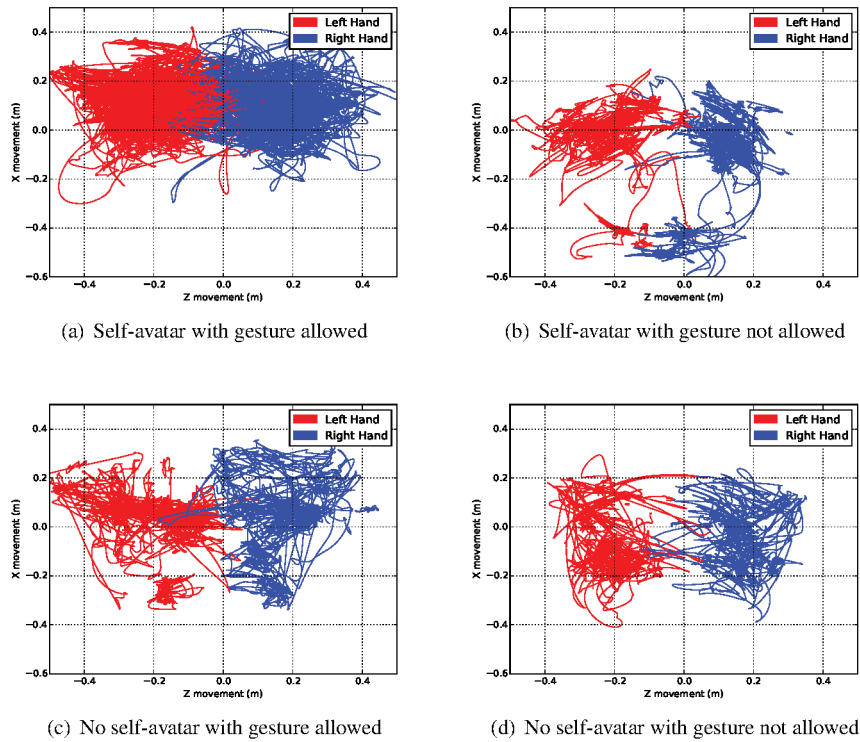 Left Hand
Right Hand
0.4
0.2
0.0
−0.2
−0.4
−0.6
X movement (m)
−0.4 −0.2 0.0 0.2 0.4
Z movement (m)
(a) Self-avatar with gesture allowed
Left Hand
Right Hand
0.4
0.2
0.0
−0.2
−0.4
−0.6
X movement (m)
−0.4 −0.2 0.0 0.2 0.4
Z movement (m)
(b) Self-avatar with gesture not allowed
Left Hand
Right Hand
0.4
0.2
0.0
−0.2
−0.4
−0.6
X movement (m)
−0.4 −0.2 0.0 0.2 0.4
Z movement (m)
(c) No self-avatar with gesture allowed
Left Hand
Right Hand
0.4
0.2
0.0
−0.2
−0.4
−0.6
X movement (m)
−0.4 −0.2 0.0 0.2 0.4
Z movement (m)
(d) No self-avatar with gesture not allowed